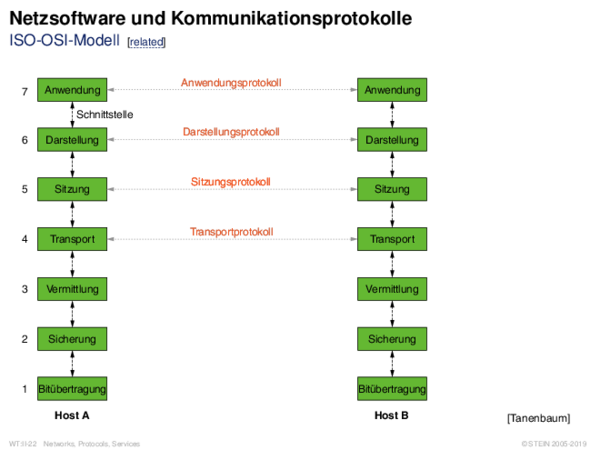 Netzsoftware und Kommunikationsprotokolle
ISO-OSI-Modell [related]
7 Anwendung Anwendungsprotokoll Anwendung
Schnittstelle
6 Darstellung Darstellungsprotokoll Darstellung
5 Sitzung Sitzungsprotokoll Sitzung
4 Transport Transportprotokoll Transport
3 Vermittlung Vermittlung
2 Sicherung Sicherung
1 Bitübertragung Bitübertragung
Host A Host B
[Tanenbaum]
WT:II-22 Networks, Protocols, Services © STEIN 2005-2019